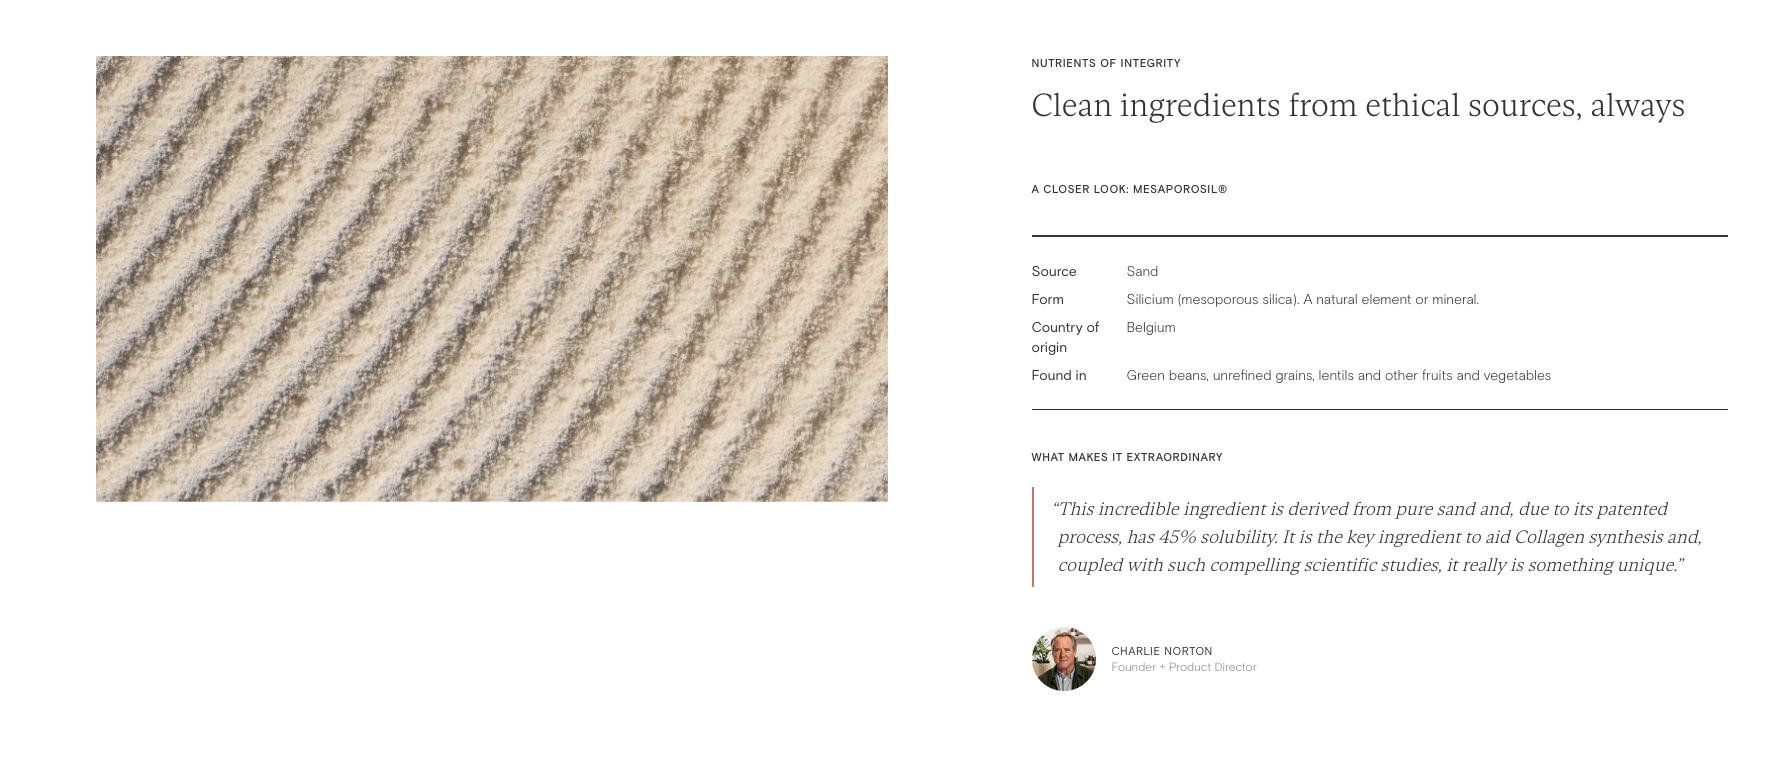 NUTRIENTS OF INTEGRITY
Clean ingredients from ethical sources, always
A CLOSER LOOK: MESAPOROSIL®
Source Sand
Form Silicium (mesoporous silica). A natural element or mineral.
Country of Belgium
origin
Found in Green beans, unrefined grains, lentils and other fruits and vegetables
WHAT MAKES IT EXTRAORDINARY
“This incredible ingredient is derived from pure sand and, due to its patented
process, has 45% solubility. It is the key ingredient to aid Collagen synthesis and,
coupled with such compelling scientific studies, it really is something unique.”
CHARLIE NORTON
Founder + Product Director